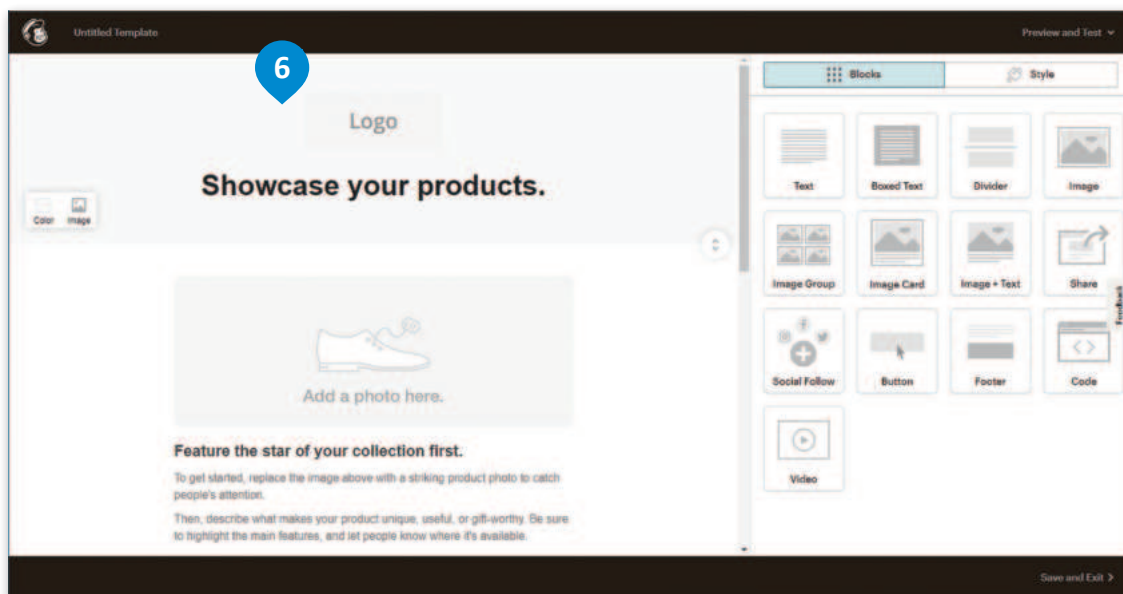 Untitled Template
Preview and Test
6
Logo
Showcase your products.
Color Image
Add a photo here.
Feature the star of your collection first.
To get started, replace the image above with a striking product photo to catch
people's attention.
Then, describe what makes your product unique, useful, or gift-worthy. Be sure
to highlight the main features, and let people know where it's available.
Blocks Style
Text Boxed Text Divider Image
Image Group Image Card Image + Text Share
Feedback
Social Follow Button Footer Code
Video
Save and Exit